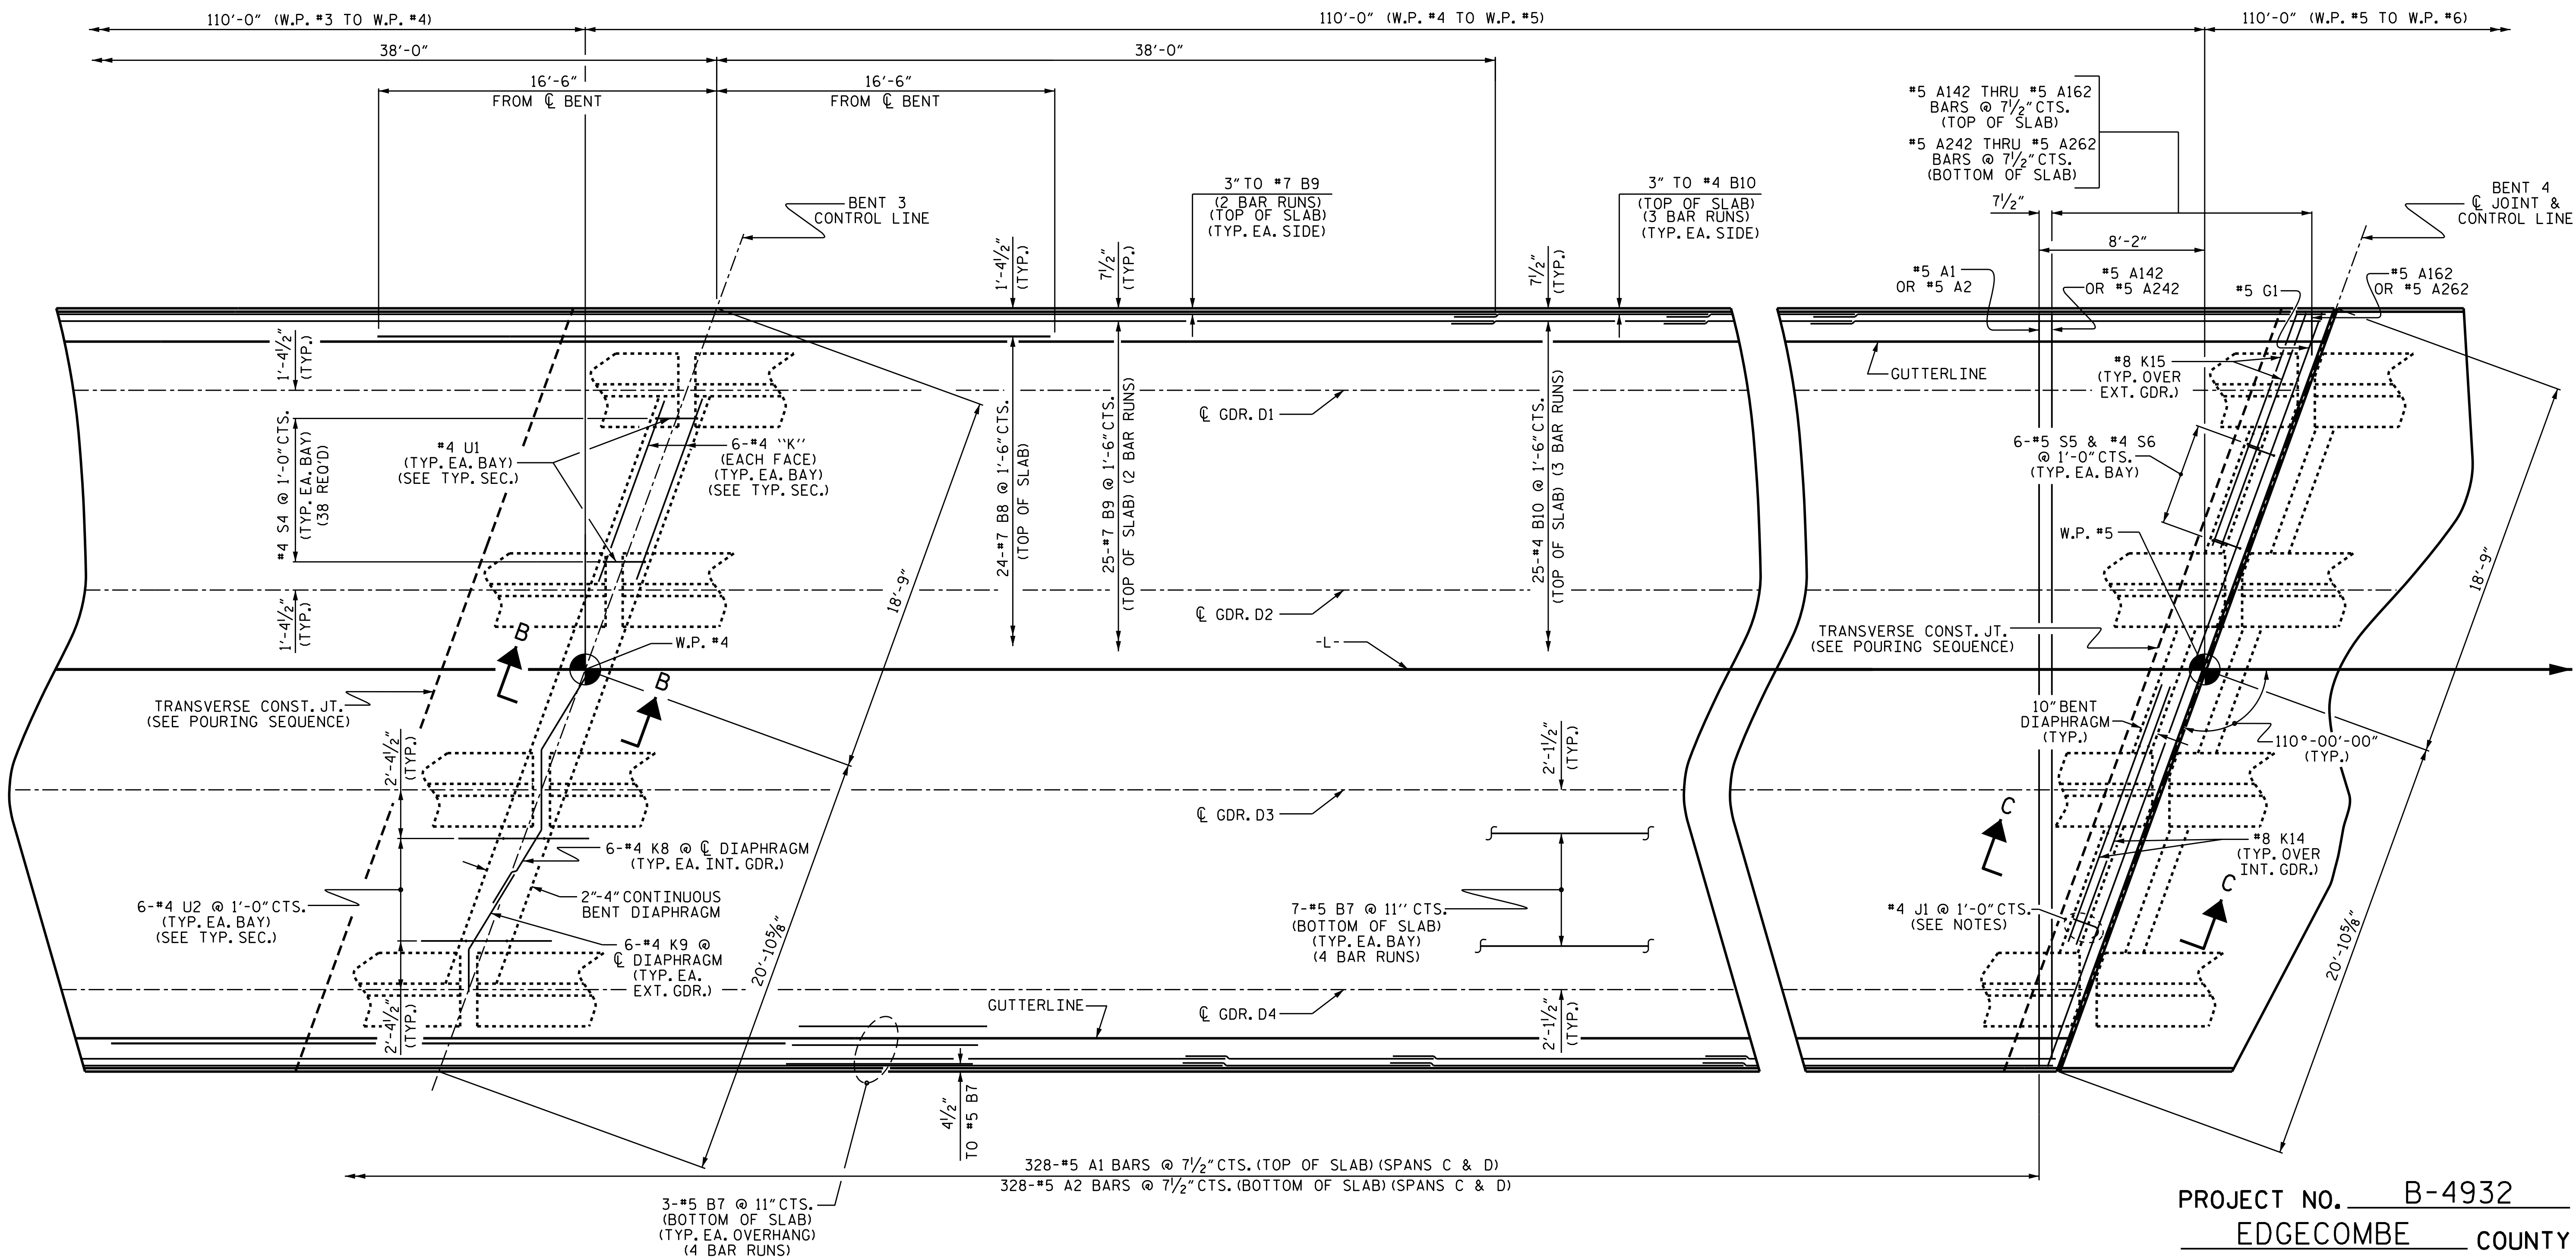 110'-0" (W.P. #3 TO W.P. #4)
110'-0" (W.P. #4 TO W.P. #5)
110'-0" (W.P. #5 TO W.P. #6)
38'-0"
38'-0"
16'-6"
FROM ℄ BENT
16'-6"
FROM ℄ BENT
BENT 3
CONTROL LINE
1'-4½"
(TYP.)
7½"
(TYP.)
3" TO #7 B9
(2 BAR RUNS)
(TOP OF SLAB)
(TYP. EA. SIDE)
7½"
(TYP.)
3" TO #4 B10
(TOP OF SLAB)
(3 BAR RUNS)
(TYP. EA. SIDE)
#5 A142 THRU #5 A162
BARS @ 7½" CTS.
(TOP OF SLAB)
#5 A242 THRU #5 A262
BARS @ 7½" CTS.
(BOTTOM OF SLAB)
7½"
8'-2"
BENT 4
℄ JOINT &
CONTROL LINE
#5 A1
OR #5 A2
#5 A142
OR #5 A242
#5 G1
#5 A162
OR #5 A262
1'-4½"
(TYP.)
#4 S4 @ 1'-0" CTS.
(TYP. EA. BAY)
(38 REQ'D)
1'-4½"
(TYP.)
#4 U1
(TYP. EA. BAY)
(SEE TYP. SEC.)
6-#4 "K"
(EACH FACE)
(TYP. EA. BAY)
(SEE TYP. SEC.)
24-#7 B8 @ 1'-6" CTS.
(TOP OF SLAB)
25-#7 B9 @ 1'-6" CTS.
(TOP OF SLAB) (2 BAR RUNS)
25-#4 B10 @ 1'-6" CTS.
(TOP OF SLAB) (3 BAR RUNS)
℄ GDR. D1
GUTTERLINE
#8 K15
(TYP. OVER
EXT. GDR.)
6-#5 S5 & #4 S6
@ 1'-0" CTS.
(TYP. EA. BAY)
W.P. #5
18'-9"
18'-9"
℄ GDR. D2
-L-
B
W.P. #4
B
TRANSVERSE CONST. JT.
(SEE POURING SEQUENCE)
TRANSVERSE CONST. JT.
(SEE POURING SEQUENCE)
10" BENT
DIAPHRAGM
(TYP.)
110°-00'-00"
(TYP.)
2'-4½"
(TYP.)
2'-1½"
(TYP.)
℄ GDR. D3
C
#8 K14
(TYP. OVER
INT. GDR.)
C
6-#4 K8 @ ℄ DIAPHRAGM
(TYP. EA. INT. GDR.)
2"-4" CONTINUOUS
BENT DIAPHRAGM
6-#4 U2 @ 1'-0" CTS.
(TYP. EA. BAY)
(SEE TYP. SEC.)
6-#4 K9 @
℄ DIAPHRAGM
(TYP. EA.
EXT. GDR.)
7-#5 B7 @ 11'' CTS.
(BOTTOM OF SLAB)
(TYP. EA. BAY)
(4 BAR RUNS)
#4 J1 @ 1'-0" CTS.
(SEE NOTES)
20'-10⅝"
20'-10⅝"
2'-4½"
(TYP.)
GUTTERLINE
℄ GDR. D4
2'-1½"
(TYP.)
4½"
TO #5 B7
328-#5 A1 BARS @ 7½" CTS. (TOP OF SLAB) (SPANS C & D)
328-#5 A2 BARS @ 7½" CTS. (BOTTOM OF SLAB) (SPANS C & D)
3-#5 B7 @ 11" CTS.
(BOTTOM OF SLAB)
(TYP. EA. OVERHANG)
(4 BAR RUNS)
PROJECT NO. B-4932
EDGECOMBE COUNTY